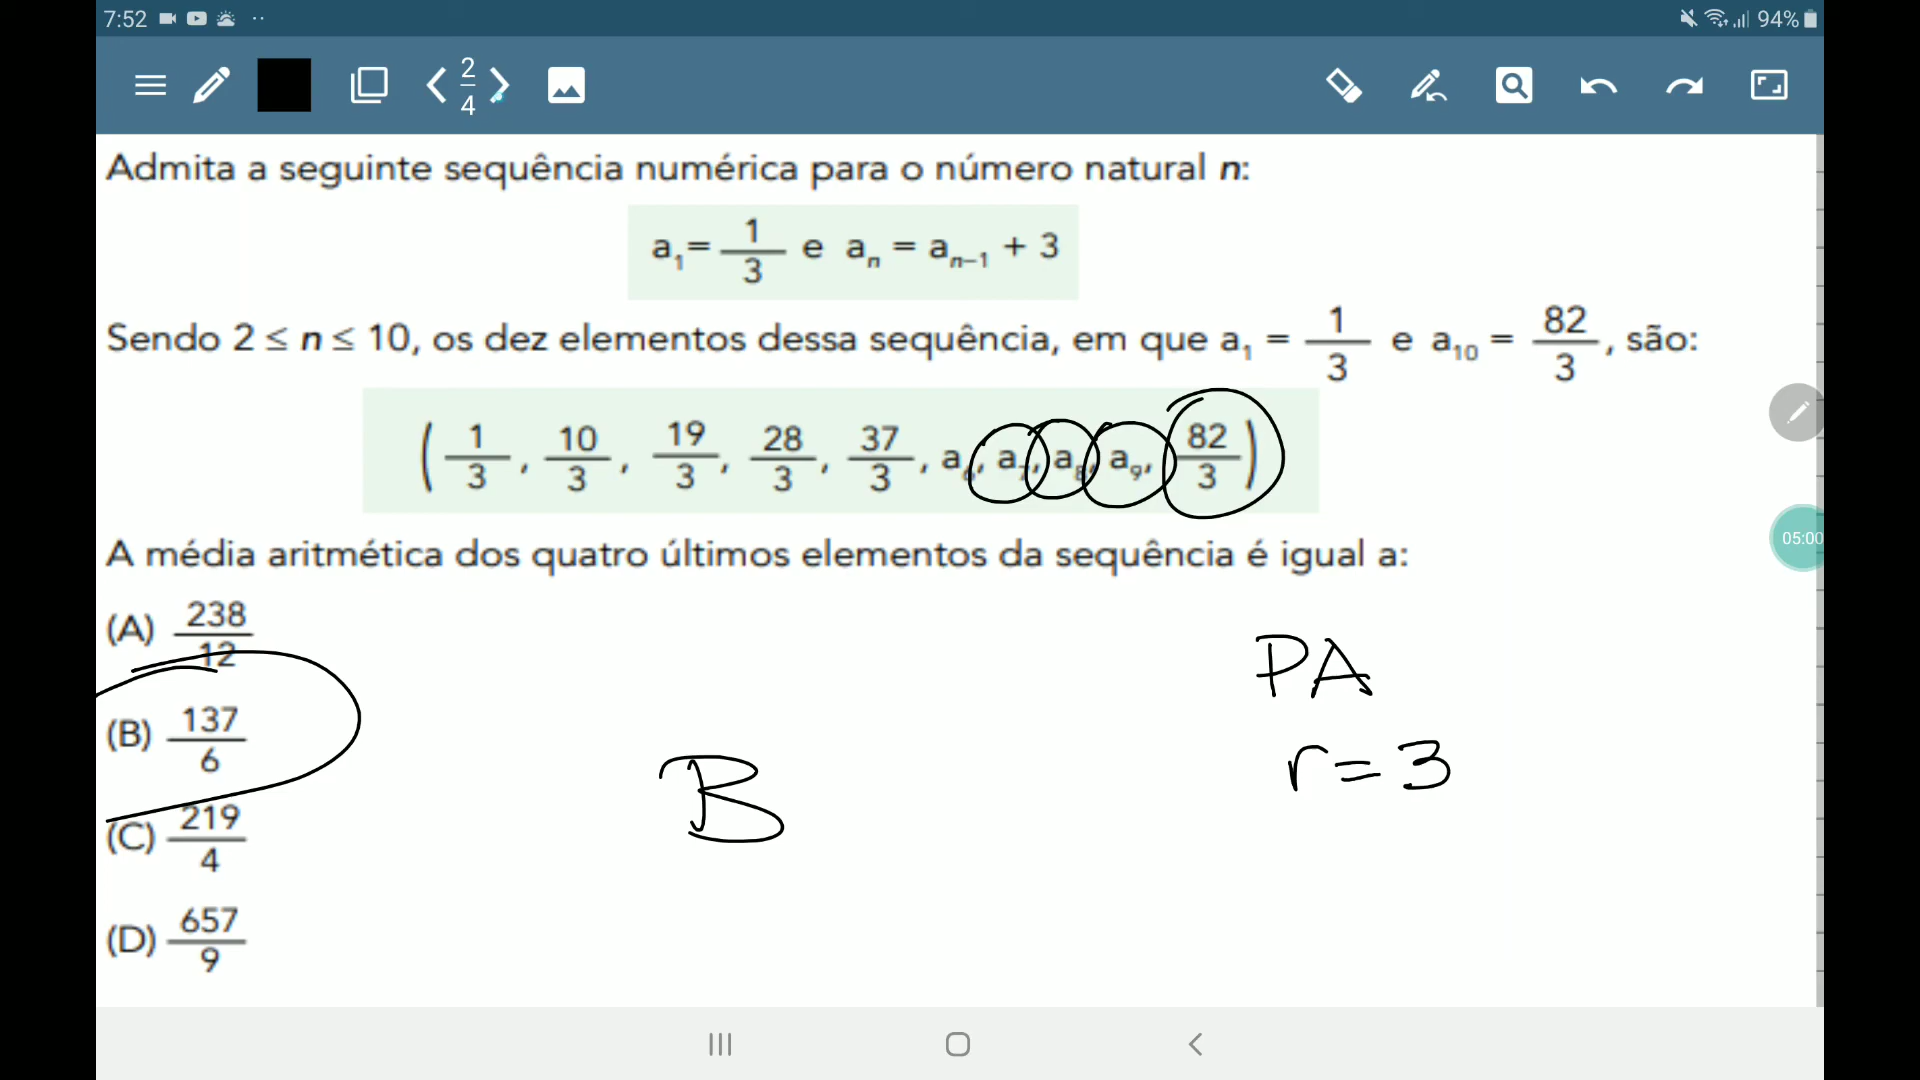 7:52 94%
2
4
Admita a seguinte sequência numérica para o número natural n:
a₁ = 1/3 e aₙ = aₙ₋₁ + 3
Sendo 2 ≤ n ≤ 10, os dez elementos dessa sequência, em que a₁ = 1/3 e a₁₀ = 82/3, são:
(1/3, 10/3, 19/3, 28/3, 37/3, a₆, a₇, a₈, a₉, 82/3)
05:00
A média aritmética dos quatro últimos elementos da sequência é igual a:
(A) 238/12
PA
(B) 137/6
r=3
B
(C) 219/4
(D) 657/9